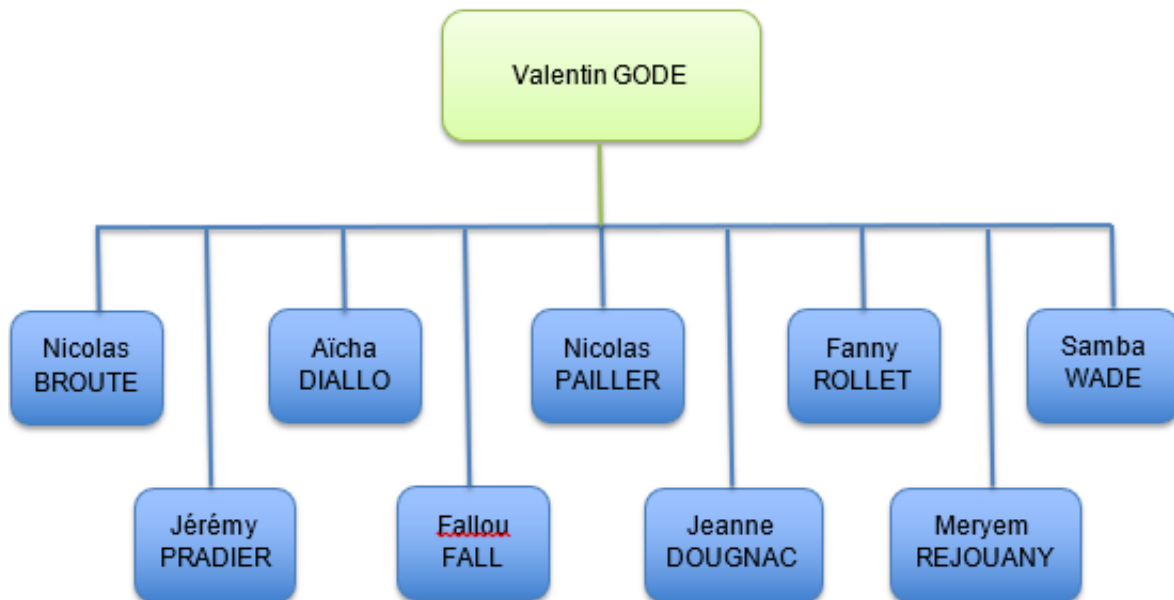 Valentin GODE
Nicolas
BROUTE
Aïcha
DIALLO
Nicolas
PAILLER
Fanny
ROLLET
Samba
WADE
Jérémy
PRADIER
Fallou
FALL
Jeanne
DOUGNAC
Meryem
REJOUANY